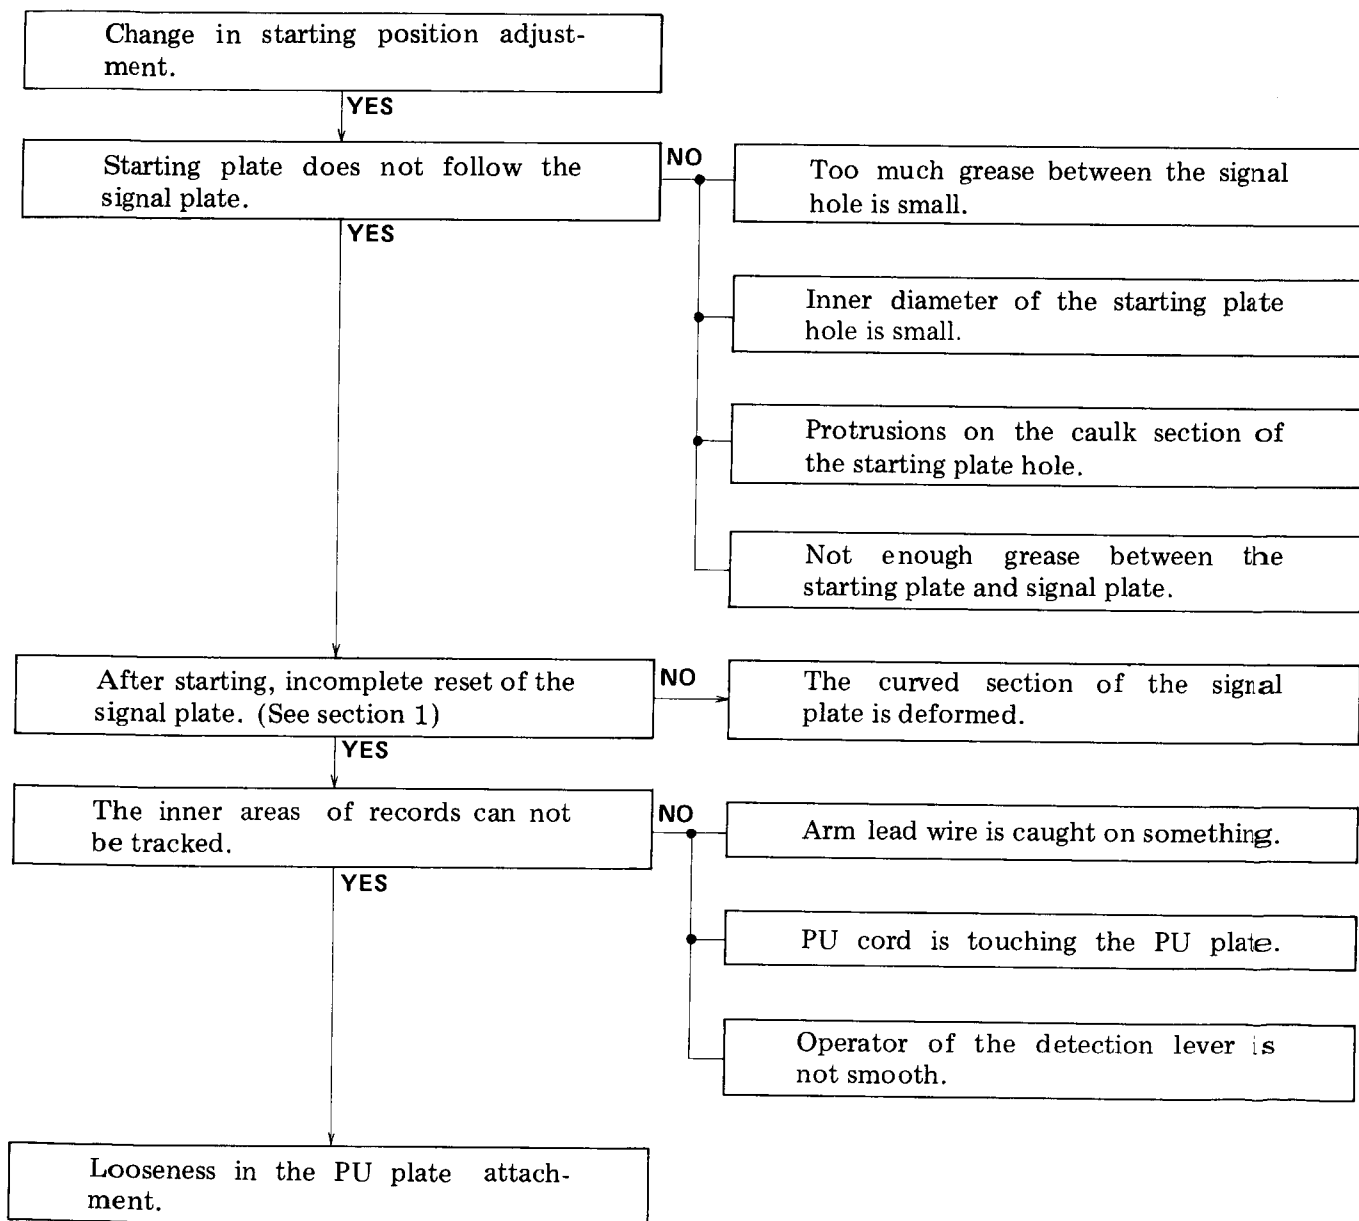 Change in starting position adjust-
ment.
YES
Starting plate does not follow the
signal plate.
NO
Too much grease between the signal
hole is small.
YES
Inner diameter of the starting plate
hole is small.
Protrusions on the caulk section of
the starting plate hole.
Not enough grease between the
starting plate and signal plate.
After starting, incomplete reset of the
signal plate. (See section 1)
NO
The curved section of the signal
plate is deformed.
YES
The inner areas of records can not
be tracked.
NO
Arm lead wire is caught on something.
YES
PU cord is touching the PU plate.
Operator of the detection lever is
not smooth.
Looseness in the PU plate attach-
ment.